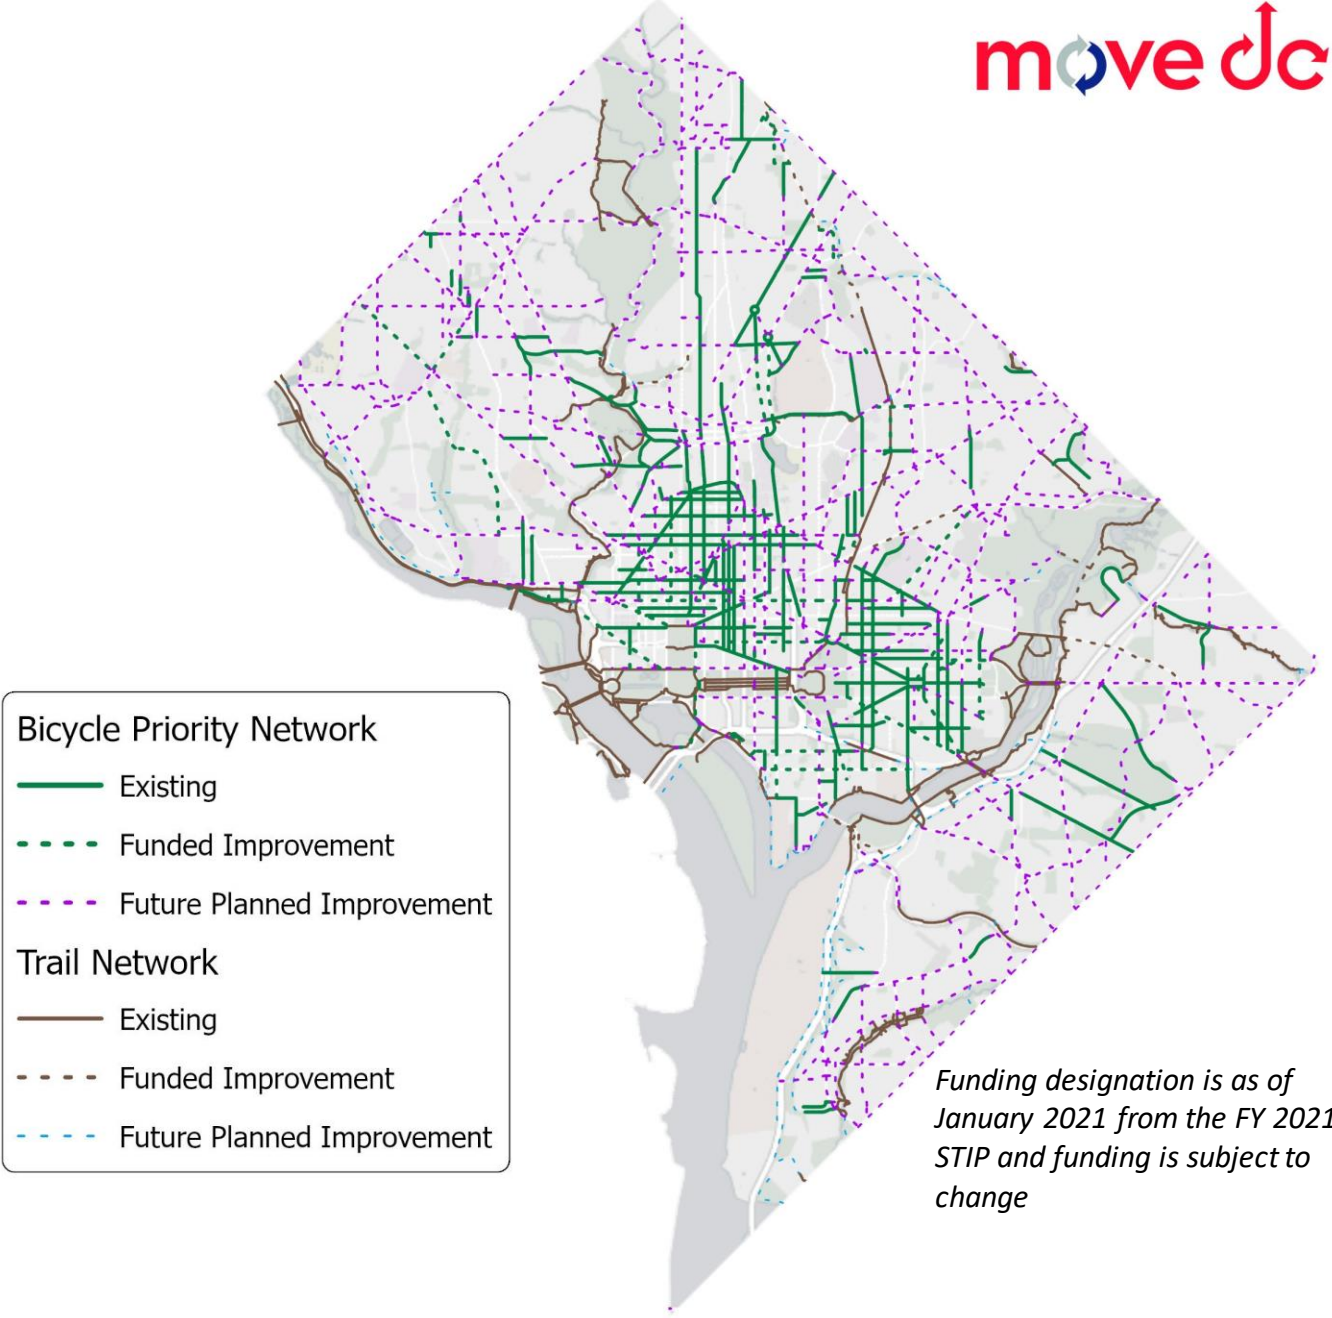 move dc
Bicycle Priority Network
Existing
Funded Improvement
Future Planned Improvement
Trail Network
Existing
Funded Improvement
Future Planned Improvement
Funding designation is as of
January 2021 from the FY 2021
STIP and funding is subject to
change